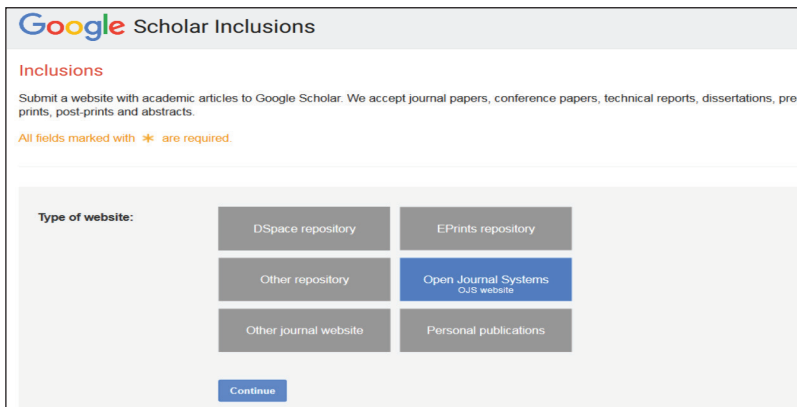 Google Scholar Inclusions
Inclusions
Submit a website with academic articles to Google Scholar. We accept journal papers, conference papers, technical reports, dissertations, pre
prints, post-prints and abstracts.
All fields marked with * are required.
Type of website:
DSpace repository
EPrints repository
Other repository
Open Journal Systems
OJS website
Other journal website
Personal publications
Continue